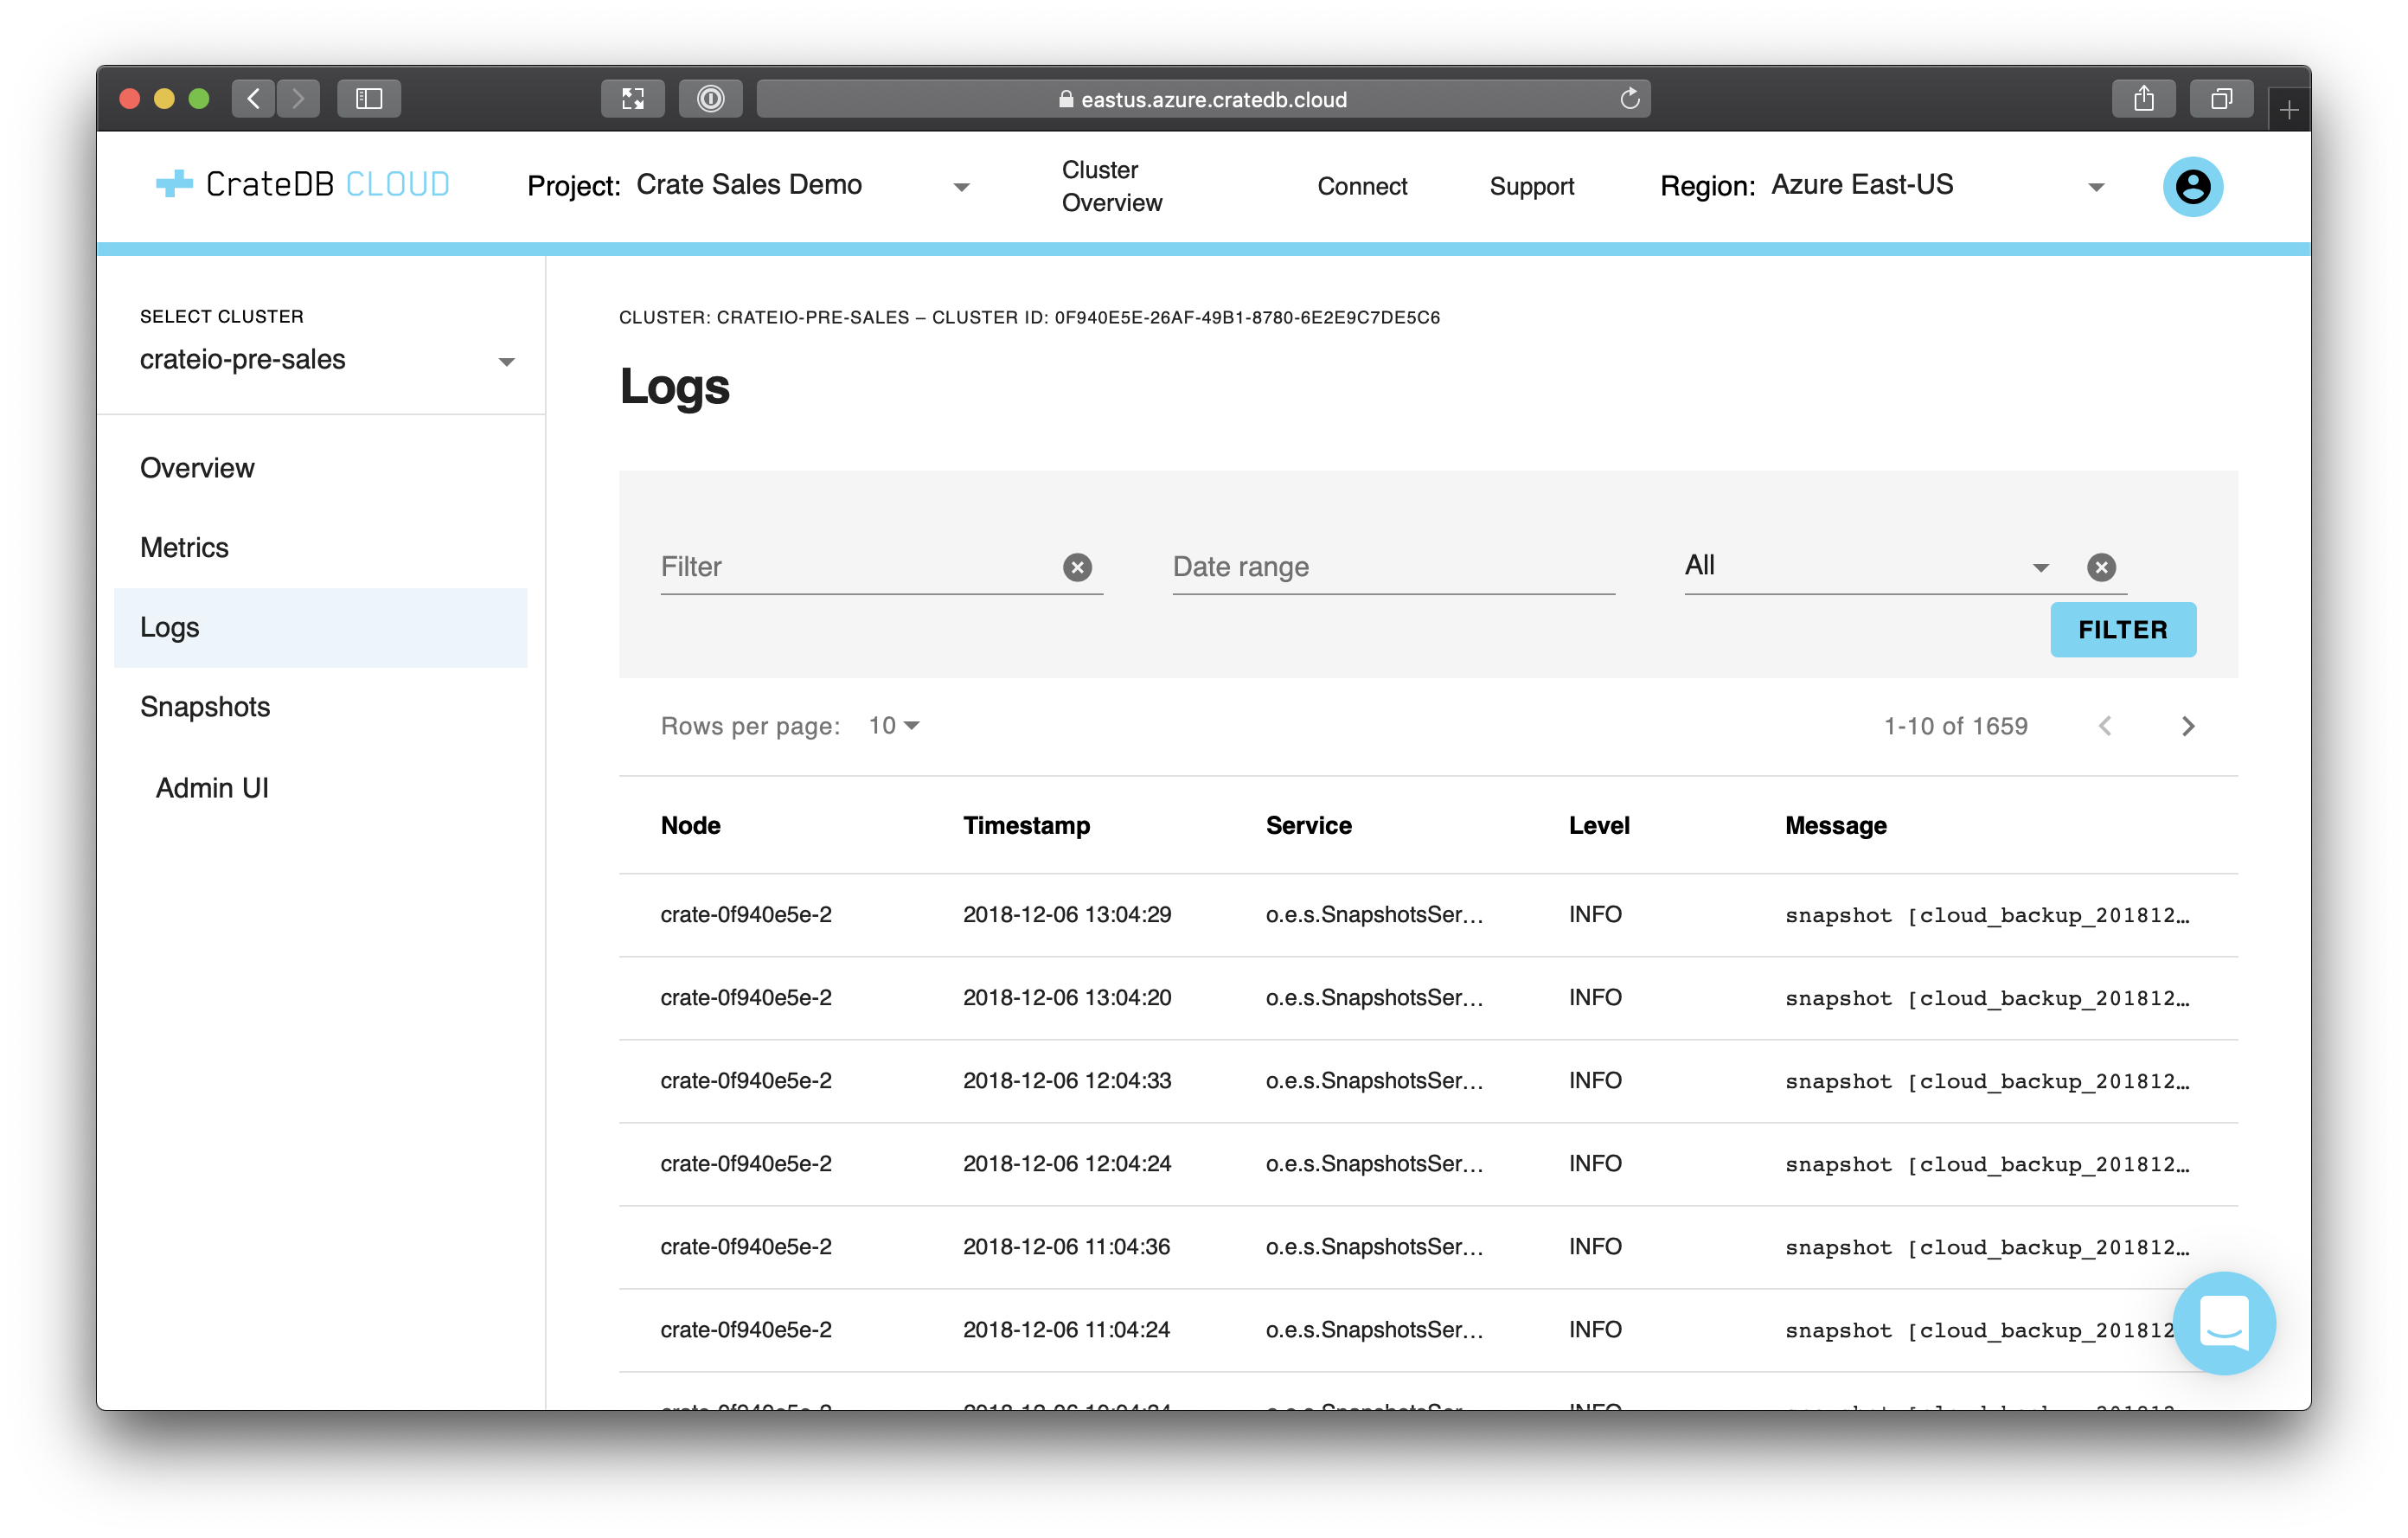 eastus.azure.cratedb.cloud
CrateDB CLOUD
Project: Crate Sales Demo
Cluster
Overview
Connect
Support
Region: Azure East-US
SELECT CLUSTER
crateio-pre-sales
Overview
Metrics
Logs
Snapshots
Admin UI
CLUSTER: CRATEIO-PRE-SALES – CLUSTER ID: 0F940E5E-26AF-49B1-8780-6E2E9C7DE5C6
Logs
Filter
Date range
All
FILTER
Rows per page: 10
1-10 of 1659
Node Timestamp Service Level Message
crate-0f940e5e-2 2018-12-06 13:04:29 o.e.s.SnapshotsSer... INFO snapshot [cloud_backup_201812...
crate-0f940e5e-2 2018-12-06 13:04:20 o.e.s.SnapshotsSer... INFO snapshot [cloud_backup_201812...
crate-0f940e5e-2 2018-12-06 12:04:33 o.e.s.SnapshotsSer... INFO snapshot [cloud_backup_201812...
crate-0f940e5e-2 2018-12-06 12:04:24 o.e.s.SnapshotsSer... INFO snapshot [cloud_backup_201812...
crate-0f940e5e-2 2018-12-06 11:04:36 o.e.s.SnapshotsSer... INFO snapshot [cloud_backup_201812...
crate-0f940e5e-2 2018-12-06 11:04:24 o.e.s.SnapshotsSer... INFO snapshot [cloud_backup_201812